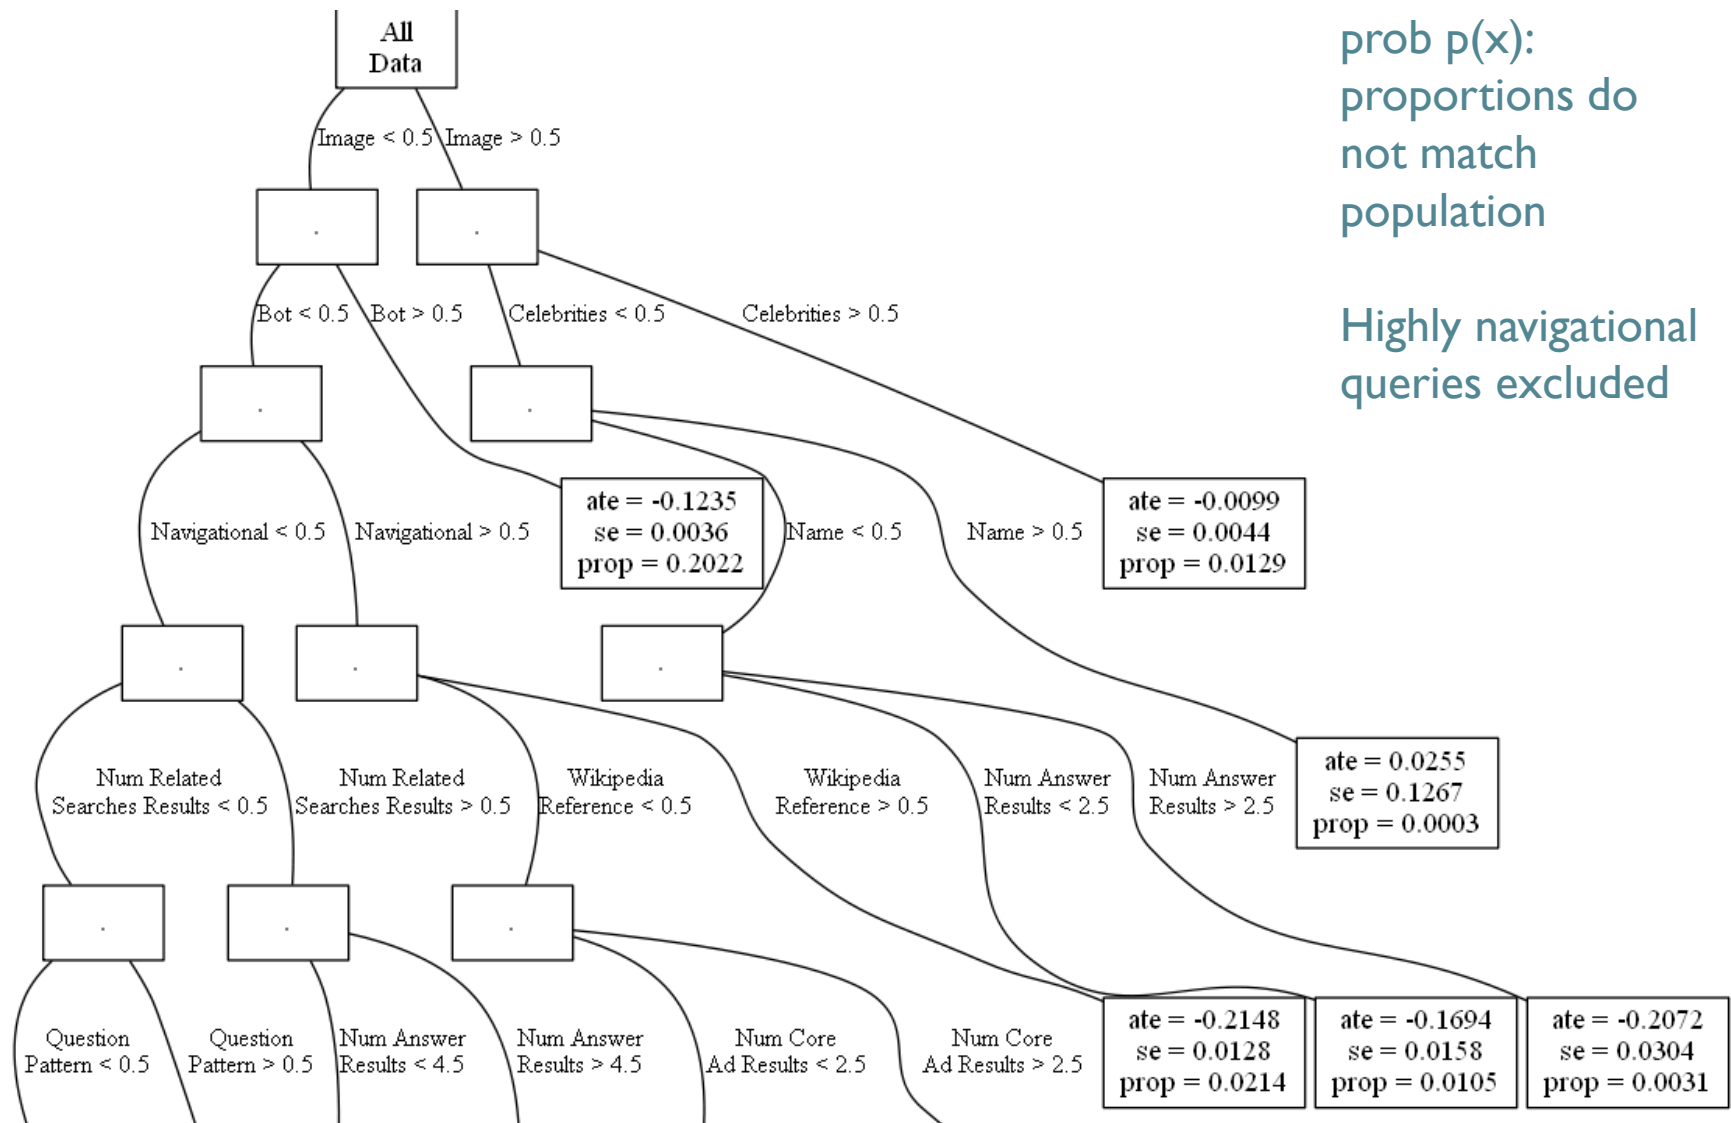 All
Data
prob p(x):
proportions do
not match
population
Highly navigational
queries excluded
Image < 0.5
Image > 0.5
Bot < 0.5
Bot > 0.5
Celebrities < 0.5
Celebrities > 0.5
Navigational < 0.5
Navigational > 0.5
ate = -0.1235
se = 0.0036
prop = 0.2022
Name < 0.5
Name > 0.5
ate = -0.0099
se = 0.0044
prop = 0.0129
Num Related
Searches Results < 0.5
Num Related
Searches Results > 0.5
Wikipedia
Reference < 0.5
Wikipedia
Reference > 0.5
Num Answer
Results < 2.5
Num Answer
Results > 2.5
ate = 0.0255
se = 0.1267
prop = 0.0003
Question
Pattern < 0.5
Question
Pattern > 0.5
Num Answer
Results < 4.5
Num Answer
Results > 4.5
Num Core
Ad Results < 2.5
Num Core
Ad Results > 2.5
ate = -0.2148
se = 0.0128
prop = 0.0214
ate = -0.1694
se = 0.0158
prop = 0.0105
ate = -0.2072
se = 0.0304
prop = 0.0031